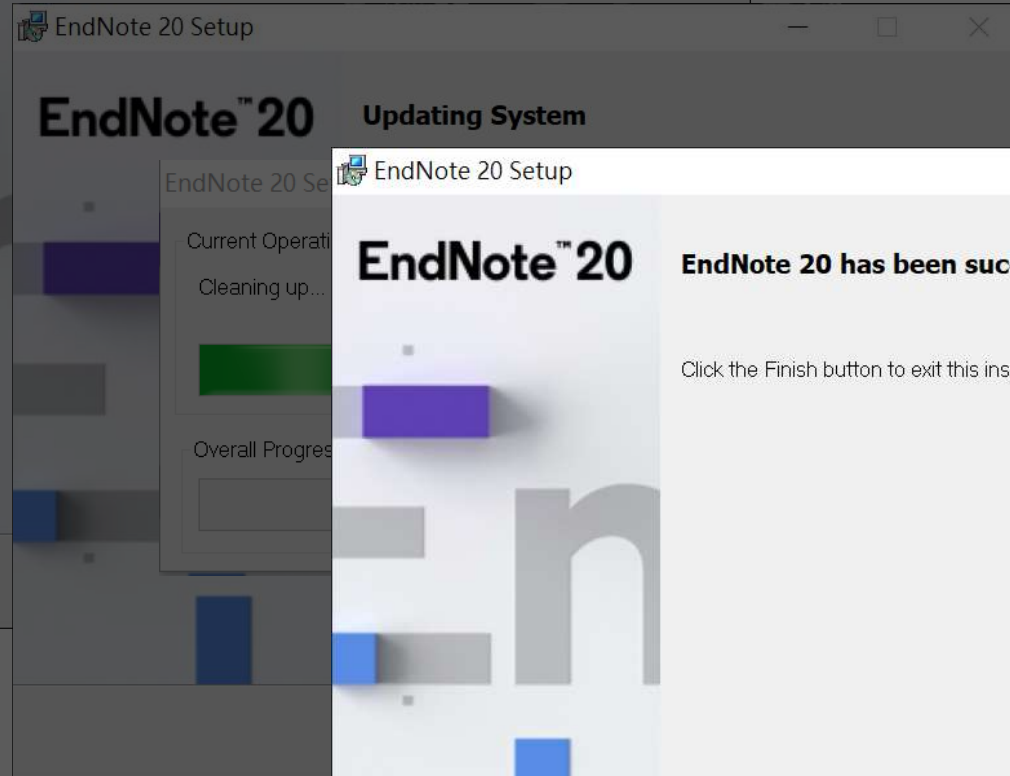 EndNote 20 Setup
EndNote™20
Updating System
EndNote 20 Se
Current Operati
Cleaning up...
Overall Progres
EndNote 20 Setup
EndNote™20
EndNote 20 has been suc
Click the Finish button to exit this ins
En